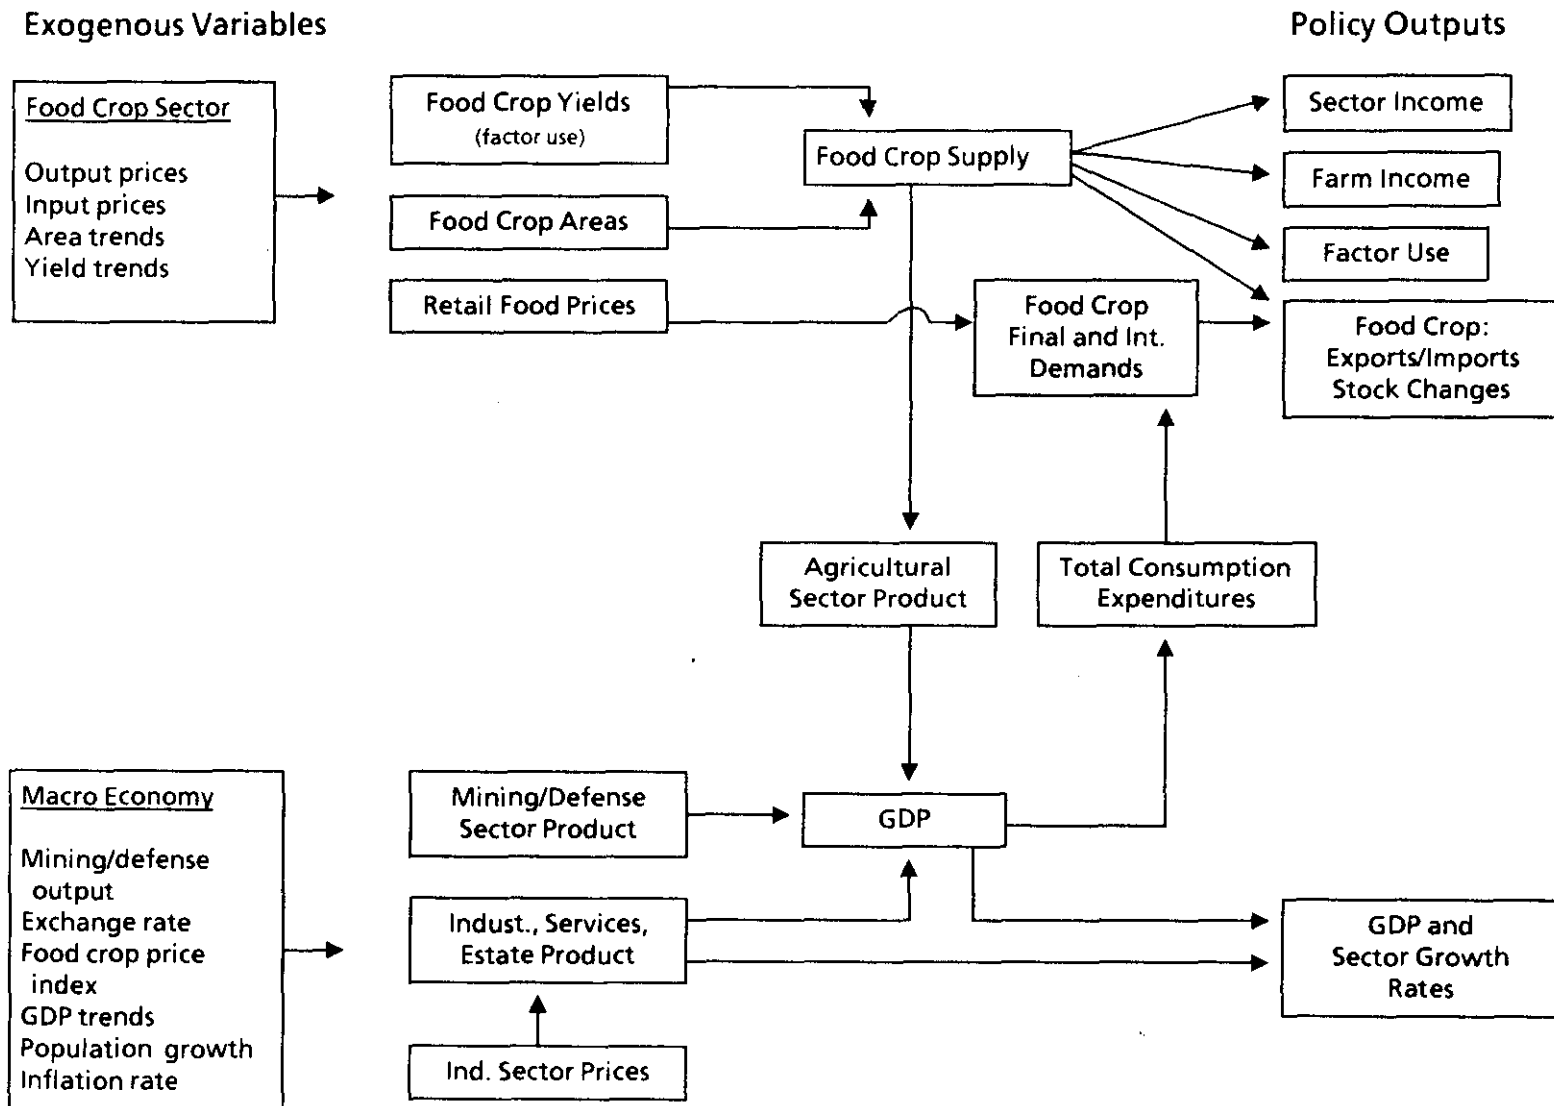 Exogenous Variables
Policy Outputs
Food Crop Sector
Output prices
Input prices
Area trends
Yield trends
Food Crop Yields
(factor use)
Food Crop Areas
Retail Food Prices
Food Crop Supply
Food Crop
Final and Int.
Demands
Sector Income
Farm Income
Factor Use
Food Crop:
Exports/Imports
Stock Changes
Agricultural
Sector Product
Total Consumption
Expenditures
Macro Economy
Mining/defense
output
Exchange rate
Food crop price
index
GDP trends
Population growth
Inflation rate
Mining/Defense
Sector Product
Indust., Services,
Estate Product
Ind. Sector Prices
GDP
GDP and
Sector Growth
Rates